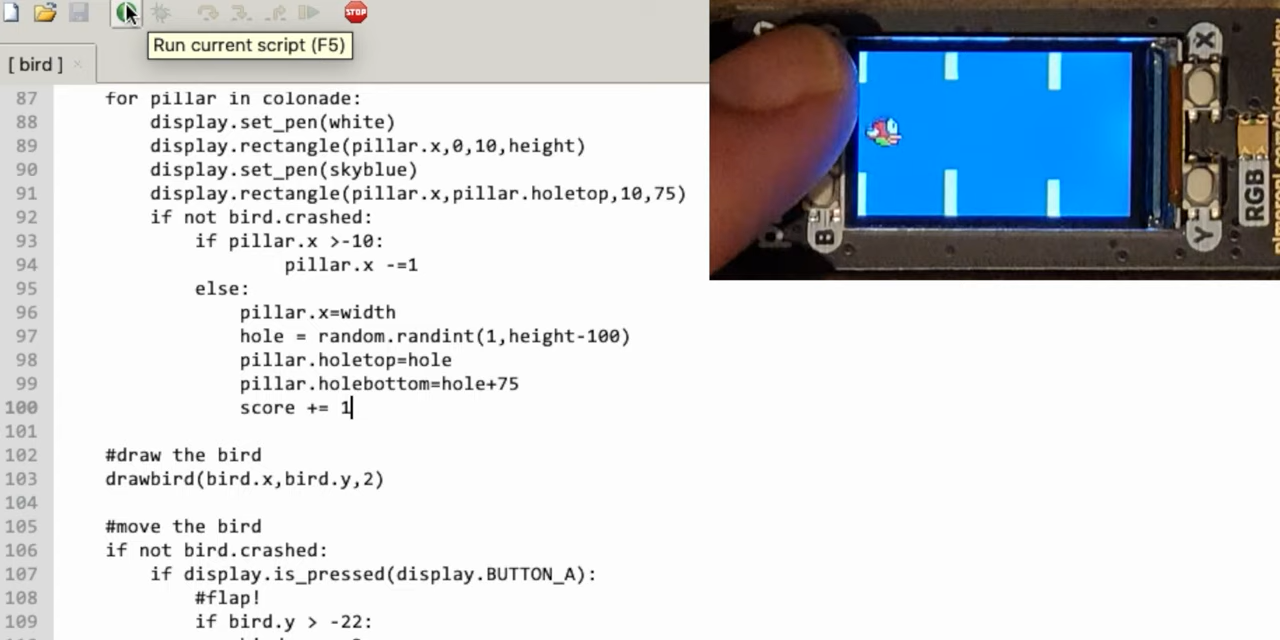 STOP
Run current script (F5)
[ bird ] ×
87 for pillar in colonade:
88 display.set_pen(white)
89 display.rectangle(pillar.x,0,10,height)
90 display.set_pen(skyblue)
91 display.rectangle(pillar.x,pillar.holetop,10,75)
92 if not bird.crashed:
93 if pillar.x >-10:
94 pillar.x -=1
95 else:
96 pillar.x=width
97 hole = random.randint(1,height-100)
98 pillar.holetop=hole
99 pillar.holebottom=hole+75
100 score += 1
101
102 #draw the bird
103 drawbird(bird.x,bird.y,2)
104
105 #move the bird
106 if not bird.crashed:
107 if display.is_pressed(display.BUTTON_A):
108 #flap!
109 if bird.y > -22:
X
B
Y
RGB